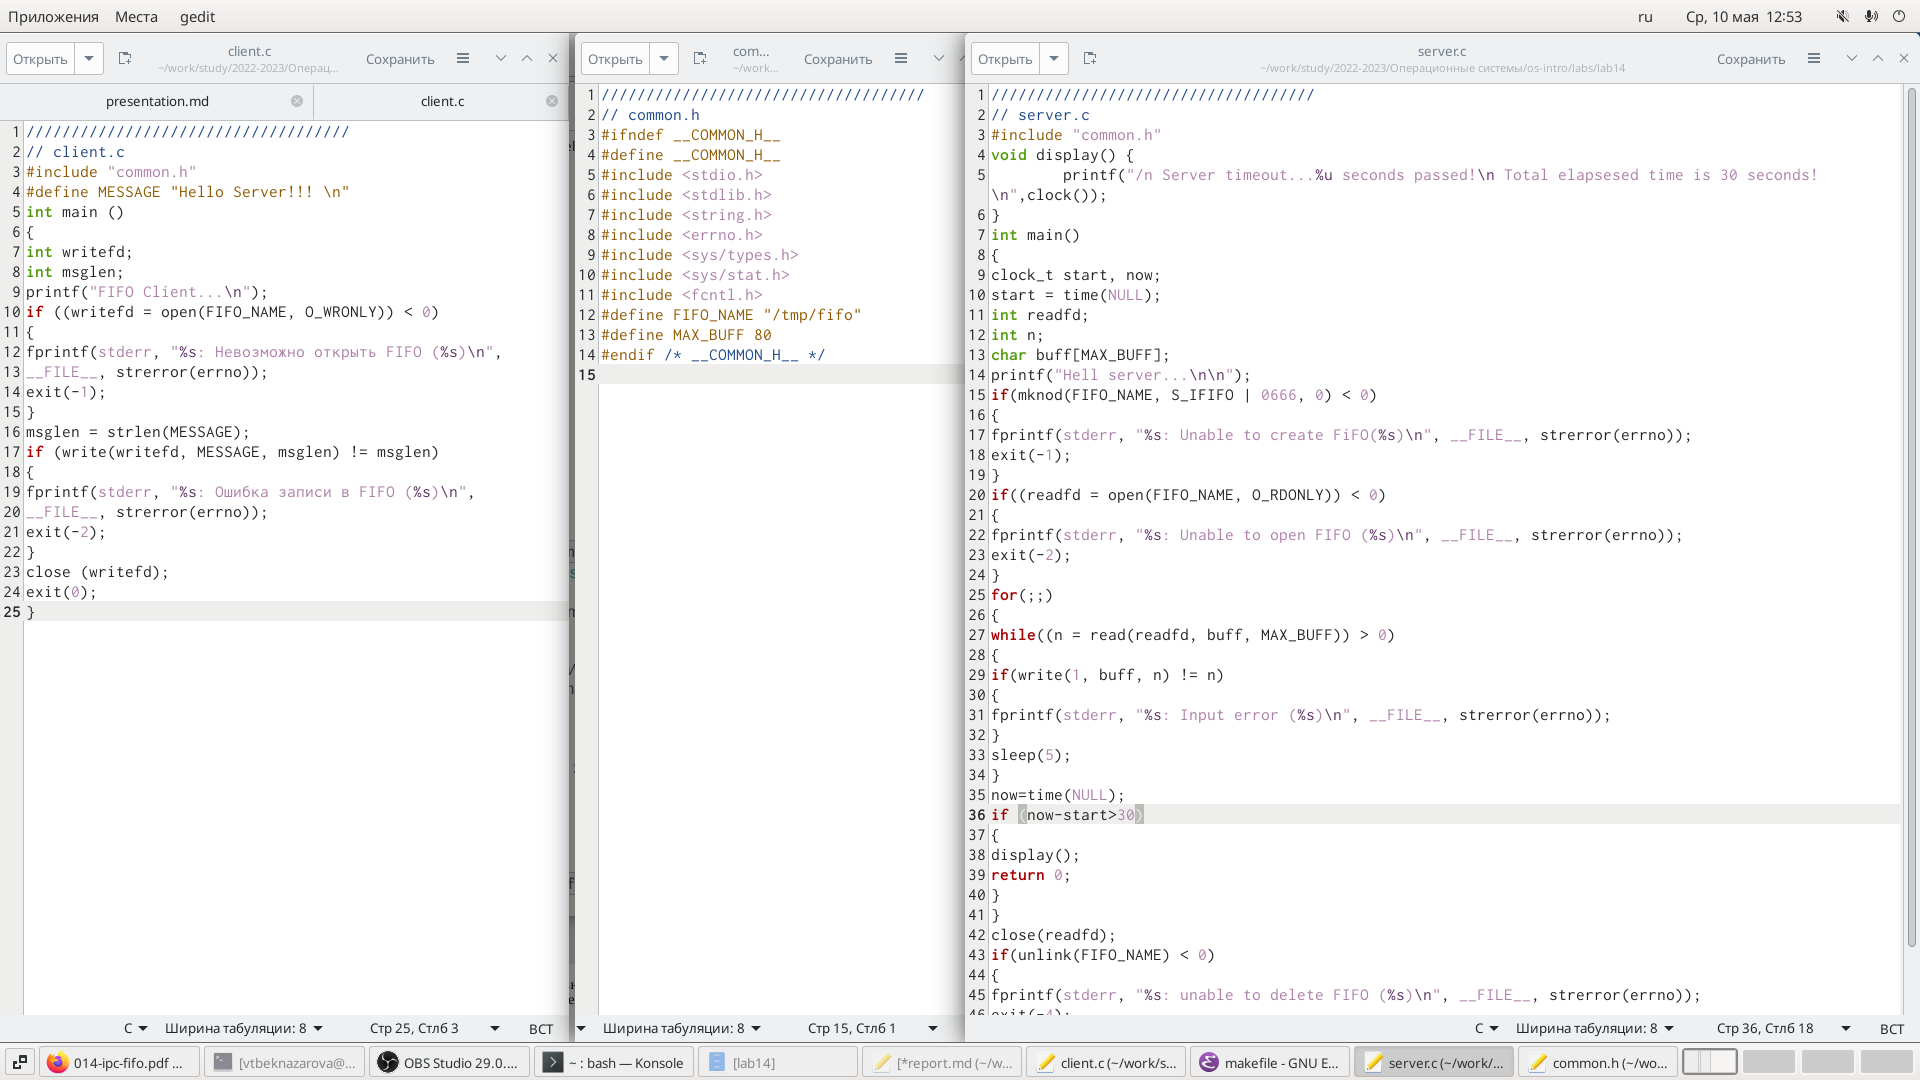 Приложения Места gedit
ru Ср, 10 мая 12:53
Открыть
client.c
~/work/study/2022-2023/Операц...
Сохранить
presentation.md
client.c
1 ////////////////////////////////////
2 // client.c
3 #include "common.h"
4 #define MESSAGE "Hello Server!!! \n"
5 int main ()
6 {
7 int writefd;
8 int msglen;
9 printf("FIFO Client...\n");
10 if ((writefd = open(FIFO_NAME, O_WRONLY)) < 0)
11 {
12 fprintf(stderr, "%s: Невозможно открыть FIFO (%s)\n",
13 __FILE__, strerror(errno));
14 exit(-1);
15 }
16 msglen = strlen(MESSAGE);
17 if (write(writefd, MESSAGE, msglen) != msglen)
18 {
19 fprintf(stderr, "%s: Ошибка записи в FIFO (%s)\n",
20 __FILE__, strerror(errno));
21 exit(-2);
22 }
23 close (writefd);
24 exit(0);
25 }
C Ширина табуляции: 8 Стр 25, Стлб 3 ВСТ
Открыть
com...
~/work...
Сохранить
1 ////////////////////////////////////
2 // common.h
3 #ifndef __COMMON_H__
4 #define __COMMON_H__
5 #include <stdio.h>
6 #include <stdlib.h>
7 #include <string.h>
8 #include <errno.h>
9 #include <sys/types.h>
10 #include <sys/stat.h>
11 #include <fcntl.h>
12 #define FIFO_NAME "/tmp/fifo"
13 #define MAX_BUFF 80
14 #endif /* __COMMON_H__ */
15
Ширина табуляции: 8 Стр 15, Стлб 1
Открыть
server.c
~/work/study/2022-2023/Операционные системы/os-intro/labs/lab14
Сохранить
1 ////////////////////////////////////
2 // server.c
3 #include "common.h"
4 void display() {
5 printf("/n Server timeout...%u seconds passed!\n Total elapsesed time is 30 seconds!
\n",clock());
6 }
7 int main()
8 {
9 clock_t start, now;
10 start = time(NULL);
11 int readfd;
12 int n;
13 char buff[MAX_BUFF];
14 printf("Hell server...\n\n");
15 if(mknod(FIFO_NAME, S_IFIFO | 0666, 0) < 0)
16 {
17 fprintf(stderr, "%s: Unable to create FiFO(%s)\n", __FILE__, strerror(errno));
18 exit(-1);
19 }
20 if((readfd = open(FIFO_NAME, O_RDONLY)) < 0)
21 {
22 fprintf(stderr, "%s: Unable to open FIFO (%s)\n", __FILE__, strerror(errno));
23 exit(-2);
24 }
25 for(;;)
26 {
27 while((n = read(readfd, buff, MAX_BUFF)) > 0)
28 {
29 if(write(1, buff, n) != n)
30 {
31 fprintf(stderr, "%s: Input error (%s)\n", __FILE__, strerror(errno));
32 }
33 sleep(5);
34 }
35 now=time(NULL);
36 if (now-start>30)
37 {
38 display();
39 return 0;
40 }
41 }
42 close(readfd);
43 if(unlink(FIFO_NAME) < 0)
44 {
45 fprintf(stderr, "%s: unable to delete FIFO (%s)\n", __FILE__, strerror(errno));
46 exit(-4);
C Ширина табуляции: 8 Стр 36, Стлб 18 ВСТ
014-ipc-fifo.pdf ... [vtbeknazarova@... OBS Studio 29.0.... ~ : bash — Konsole [lab14] [*report.md (~/w... client.c (~/work/s... makefile - GNU E... server.c (~/work/... common.h (~/wo...